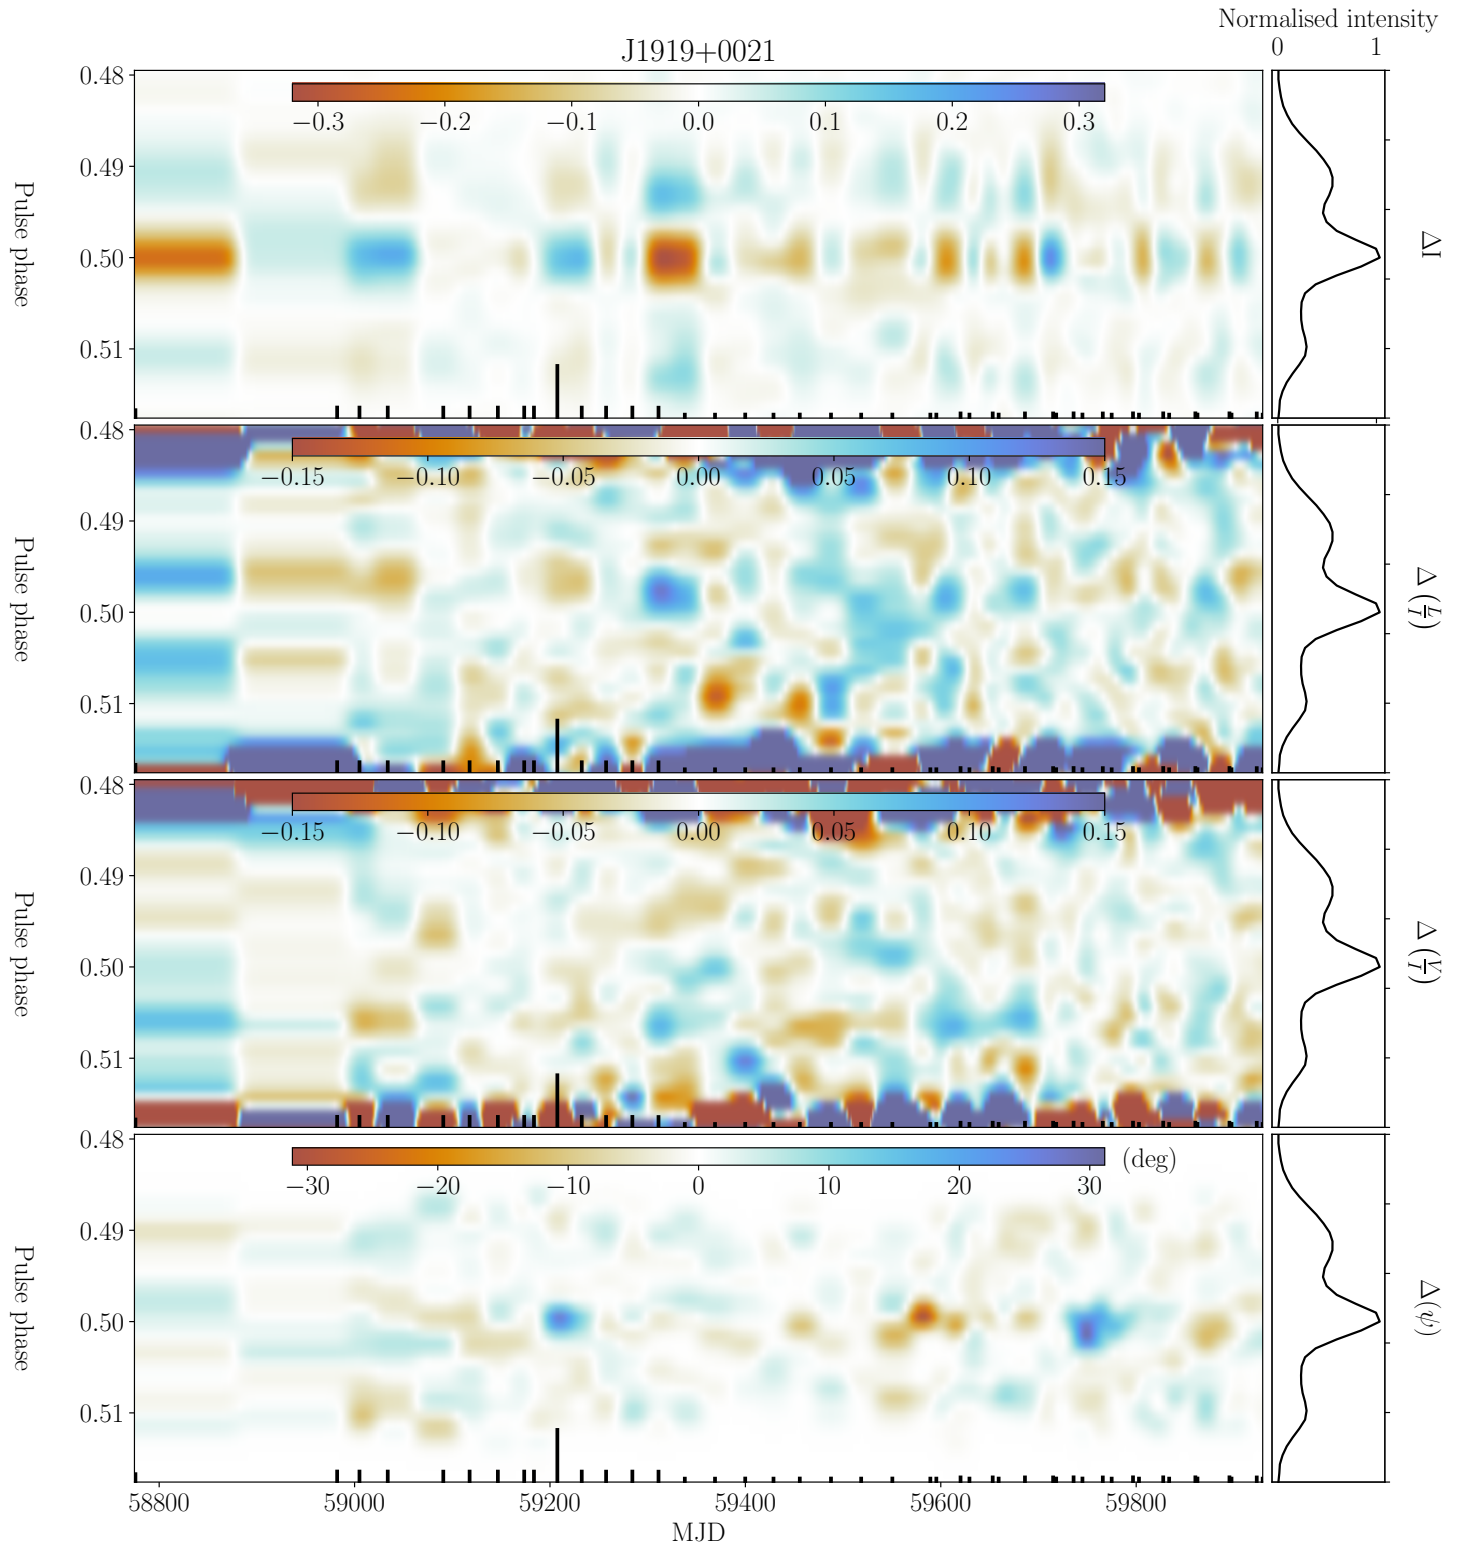 Normalised intensity
0 1
J1919+0021
−0.3 −0.2 −0.1 0.0 0.1 0.2 0.3
0.48
0.49
0.50
0.51
Pulse phase
ΔI
−0.15 −0.10 −0.05 0.00 0.05 0.10 0.15
0.48
0.49
0.50
0.51
Pulse phase
Δ(L/I)
−0.15 −0.10 −0.05 0.00 0.05 0.10 0.15
0.48
0.49
0.50
0.51
Pulse phase
Δ(V/I)
−30 −20 −10 0 10 20 30 (deg)
0.48
0.49
0.50
0.51
Pulse phase
Δ(ψ)
58800 59000 59200 59400 59600 59800
MJD